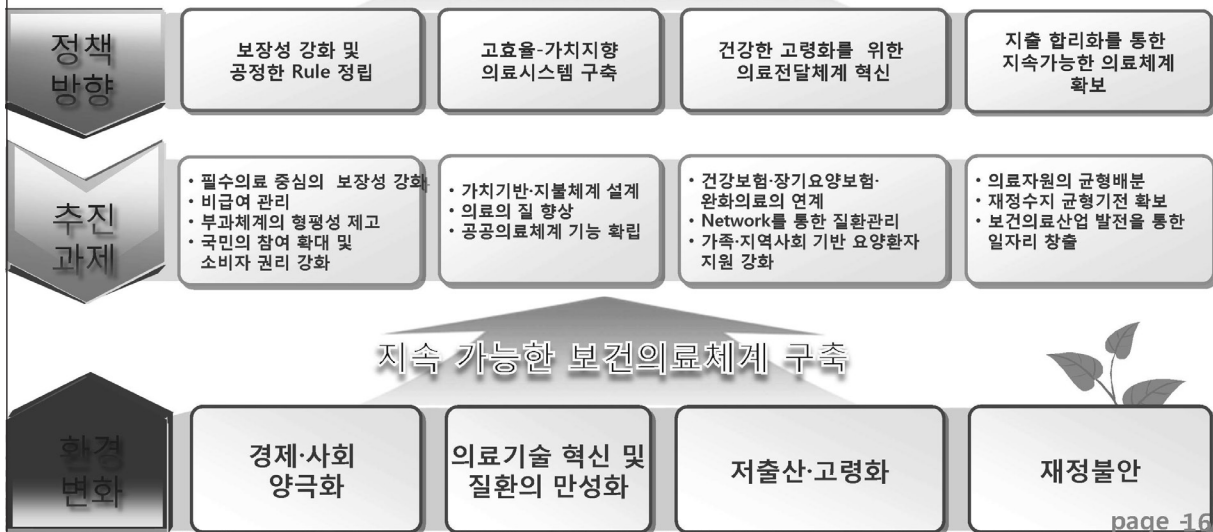 정책
방향
보장성 강화 및
공정한 Rule 정립
고효율-가치지향
의료시스템 구축
건강한 고령화를 위한
의료전달체계 혁신
지출 합리화를 통한
지속가능한 의료체계
확보
추진
과제
• 필수의료 중심의 보장성 강화
• 비급여 관리
• 부과체계의 형평성 제고
• 국민의 참여 확대 및
소비자 권리 강화
• 가치기반·지불체계 설계
• 의료의 질 향상
• 공공의료체계 기능 확립
• 건강보험·장기요양보험·
완화의료의 연계
• Network를 통한 질환관리
• 가족·지역사회 기반 요양환자
지원 강화
• 의료자원의 균형배분
• 재정수지 균형기전 확보
• 보건의료산업 발전을 통한
일자리 창출
지속 가능한 보건의료체계 구축
환경
변화
경제·사회
양극화
의료기술 혁신 및
질환의 만성화
저출산·고령화
재정불안
page -16